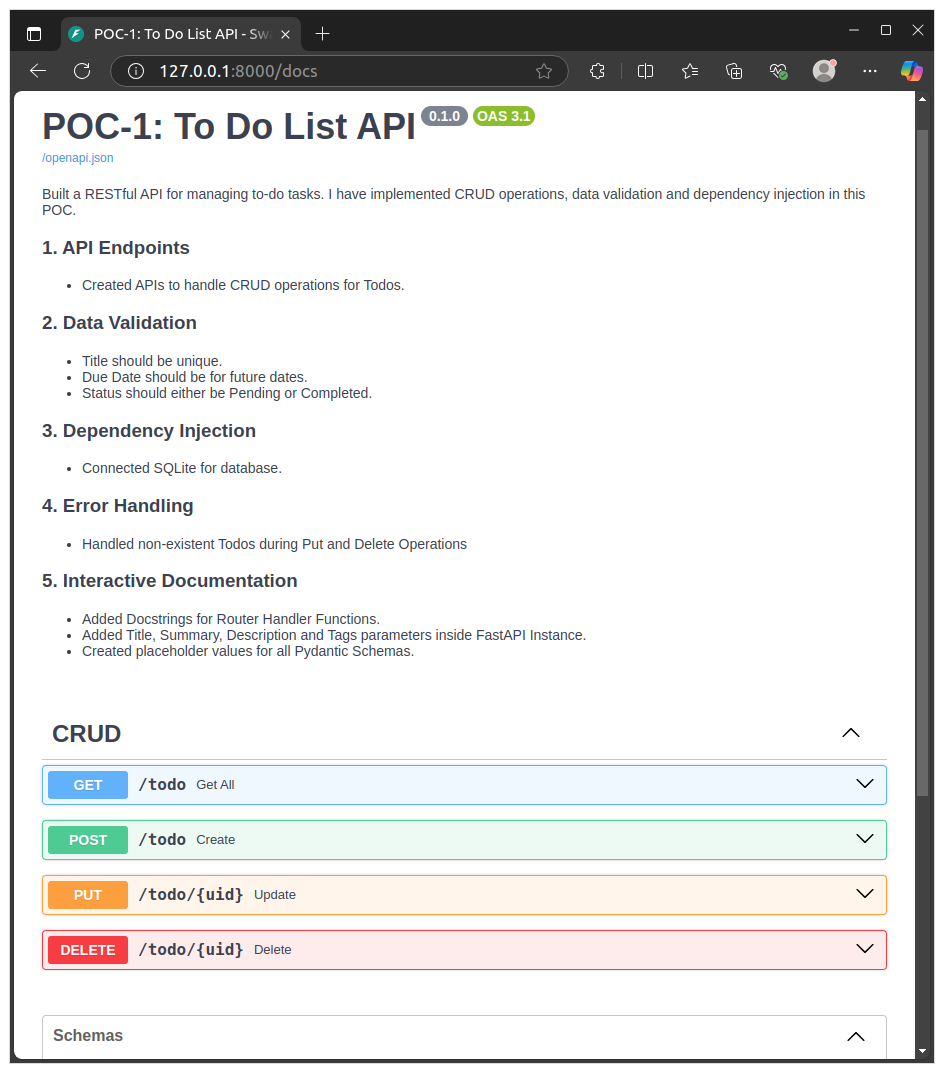 POC-1: To Do List API - Sw
127.0.0.1:8000/docs
POC-1: To Do List API 0.1.0 OAS 3.1
/openapi.json
Built a RESTful API for managing to-do tasks. I have implemented CRUD operations, data validation and dependency injection in this
POC.
1. API Endpoints
• Created APIs to handle CRUD operations for Todos.
2. Data Validation
• Title should be unique.
• Due Date should be for future dates.
• Status should either be Pending or Completed.
3. Dependency Injection
• Connected SQLite for database.
4. Error Handling
• Handled non-existent Todos during Put and Delete Operations
5. Interactive Documentation
• Added Docstrings for Router Handler Functions.
• Added Title, Summary, Description and Tags parameters inside FastAPI Instance.
• Created placeholder values for all Pydantic Schemas.
CRUD
GET /todo Get All
POST /todo Create
PUT /todo/{uid} Update
DELETE /todo/{uid} Delete
Schemas